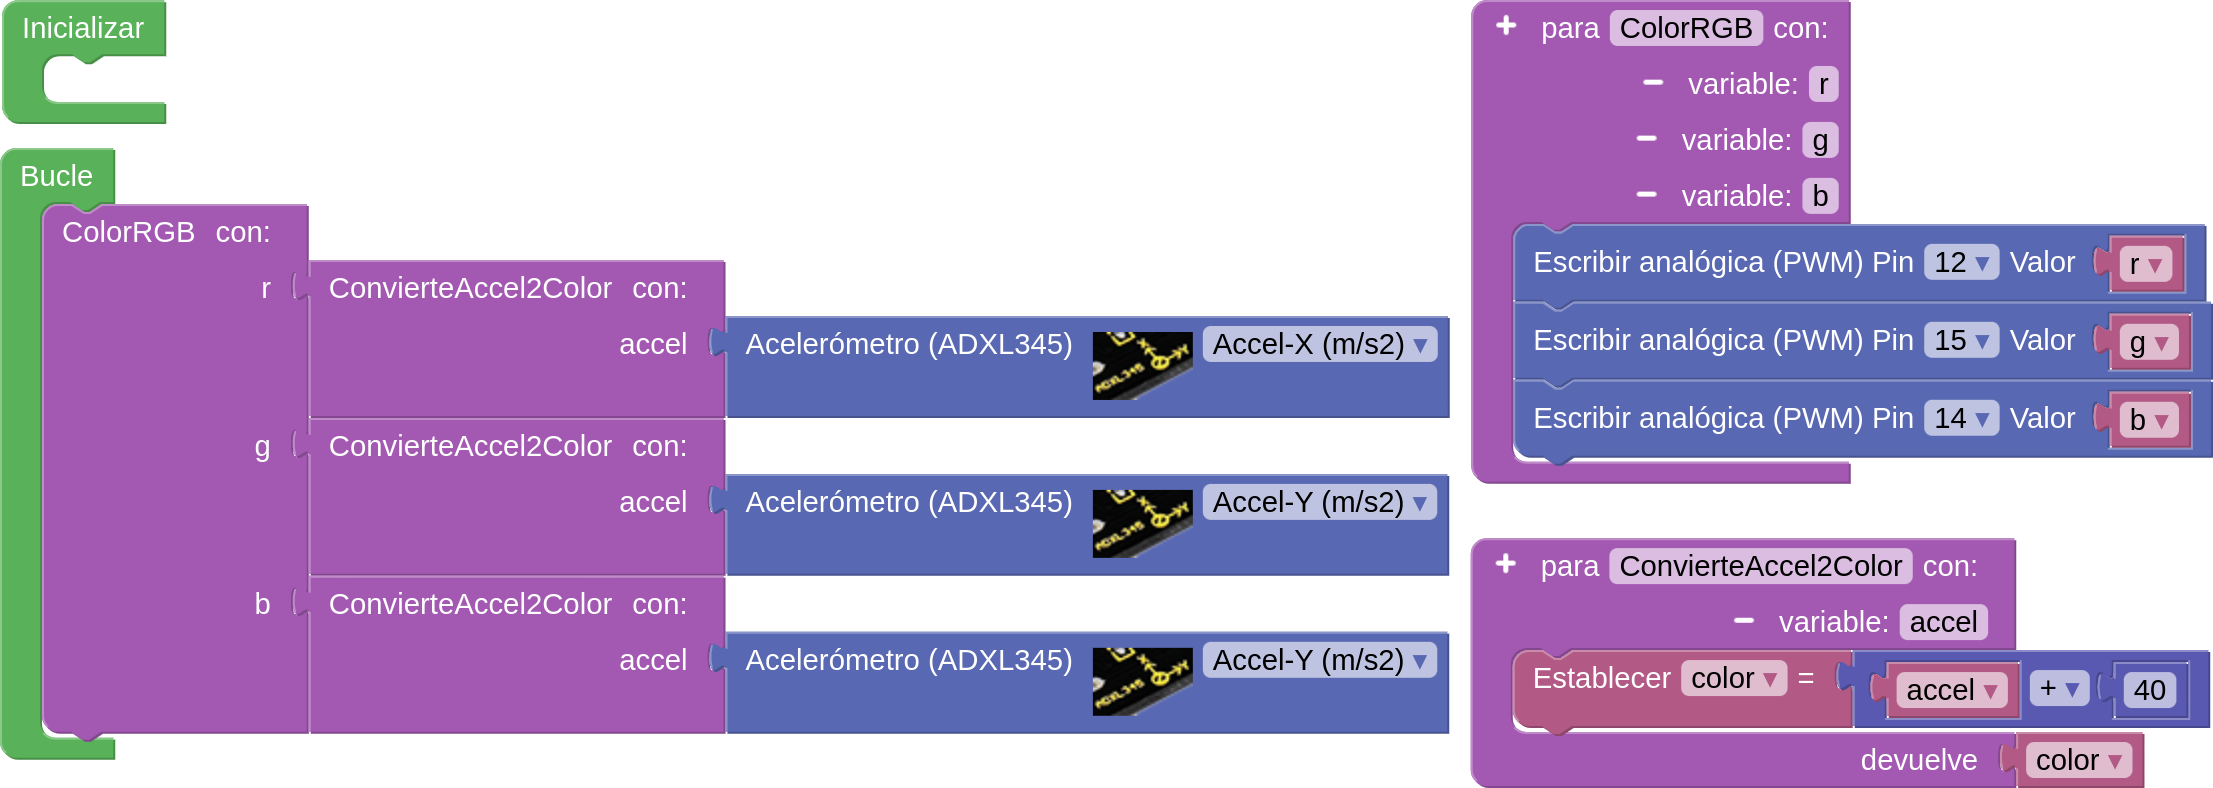 Inicializar
Bucle
ColorRGB con:
r ConvierteAccel2Color con:
accel Acelerómetro (ADXL345) ADXL345 X Y Accel-X (m/s2) ▾
g ConvierteAccel2Color con:
accel Acelerómetro (ADXL345) ADXL345 X Y Accel-Y (m/s2) ▾
b ConvierteAccel2Color con:
accel Acelerómetro (ADXL345) ADXL345 X Y Accel-Y (m/s2) ▾
+ para ColorRGB con:
- variable: r
- variable: g
- variable: b
Escribir analógica (PWM) Pin 12 ▾ Valor r ▾
Escribir analógica (PWM) Pin 15 ▾ Valor g ▾
Escribir analógica (PWM) Pin 14 ▾ Valor b ▾
+ para ConvierteAccel2Color con:
- variable: accel
Establecer color ▾ = accel ▾ + ▾ 40
devuelve color ▾